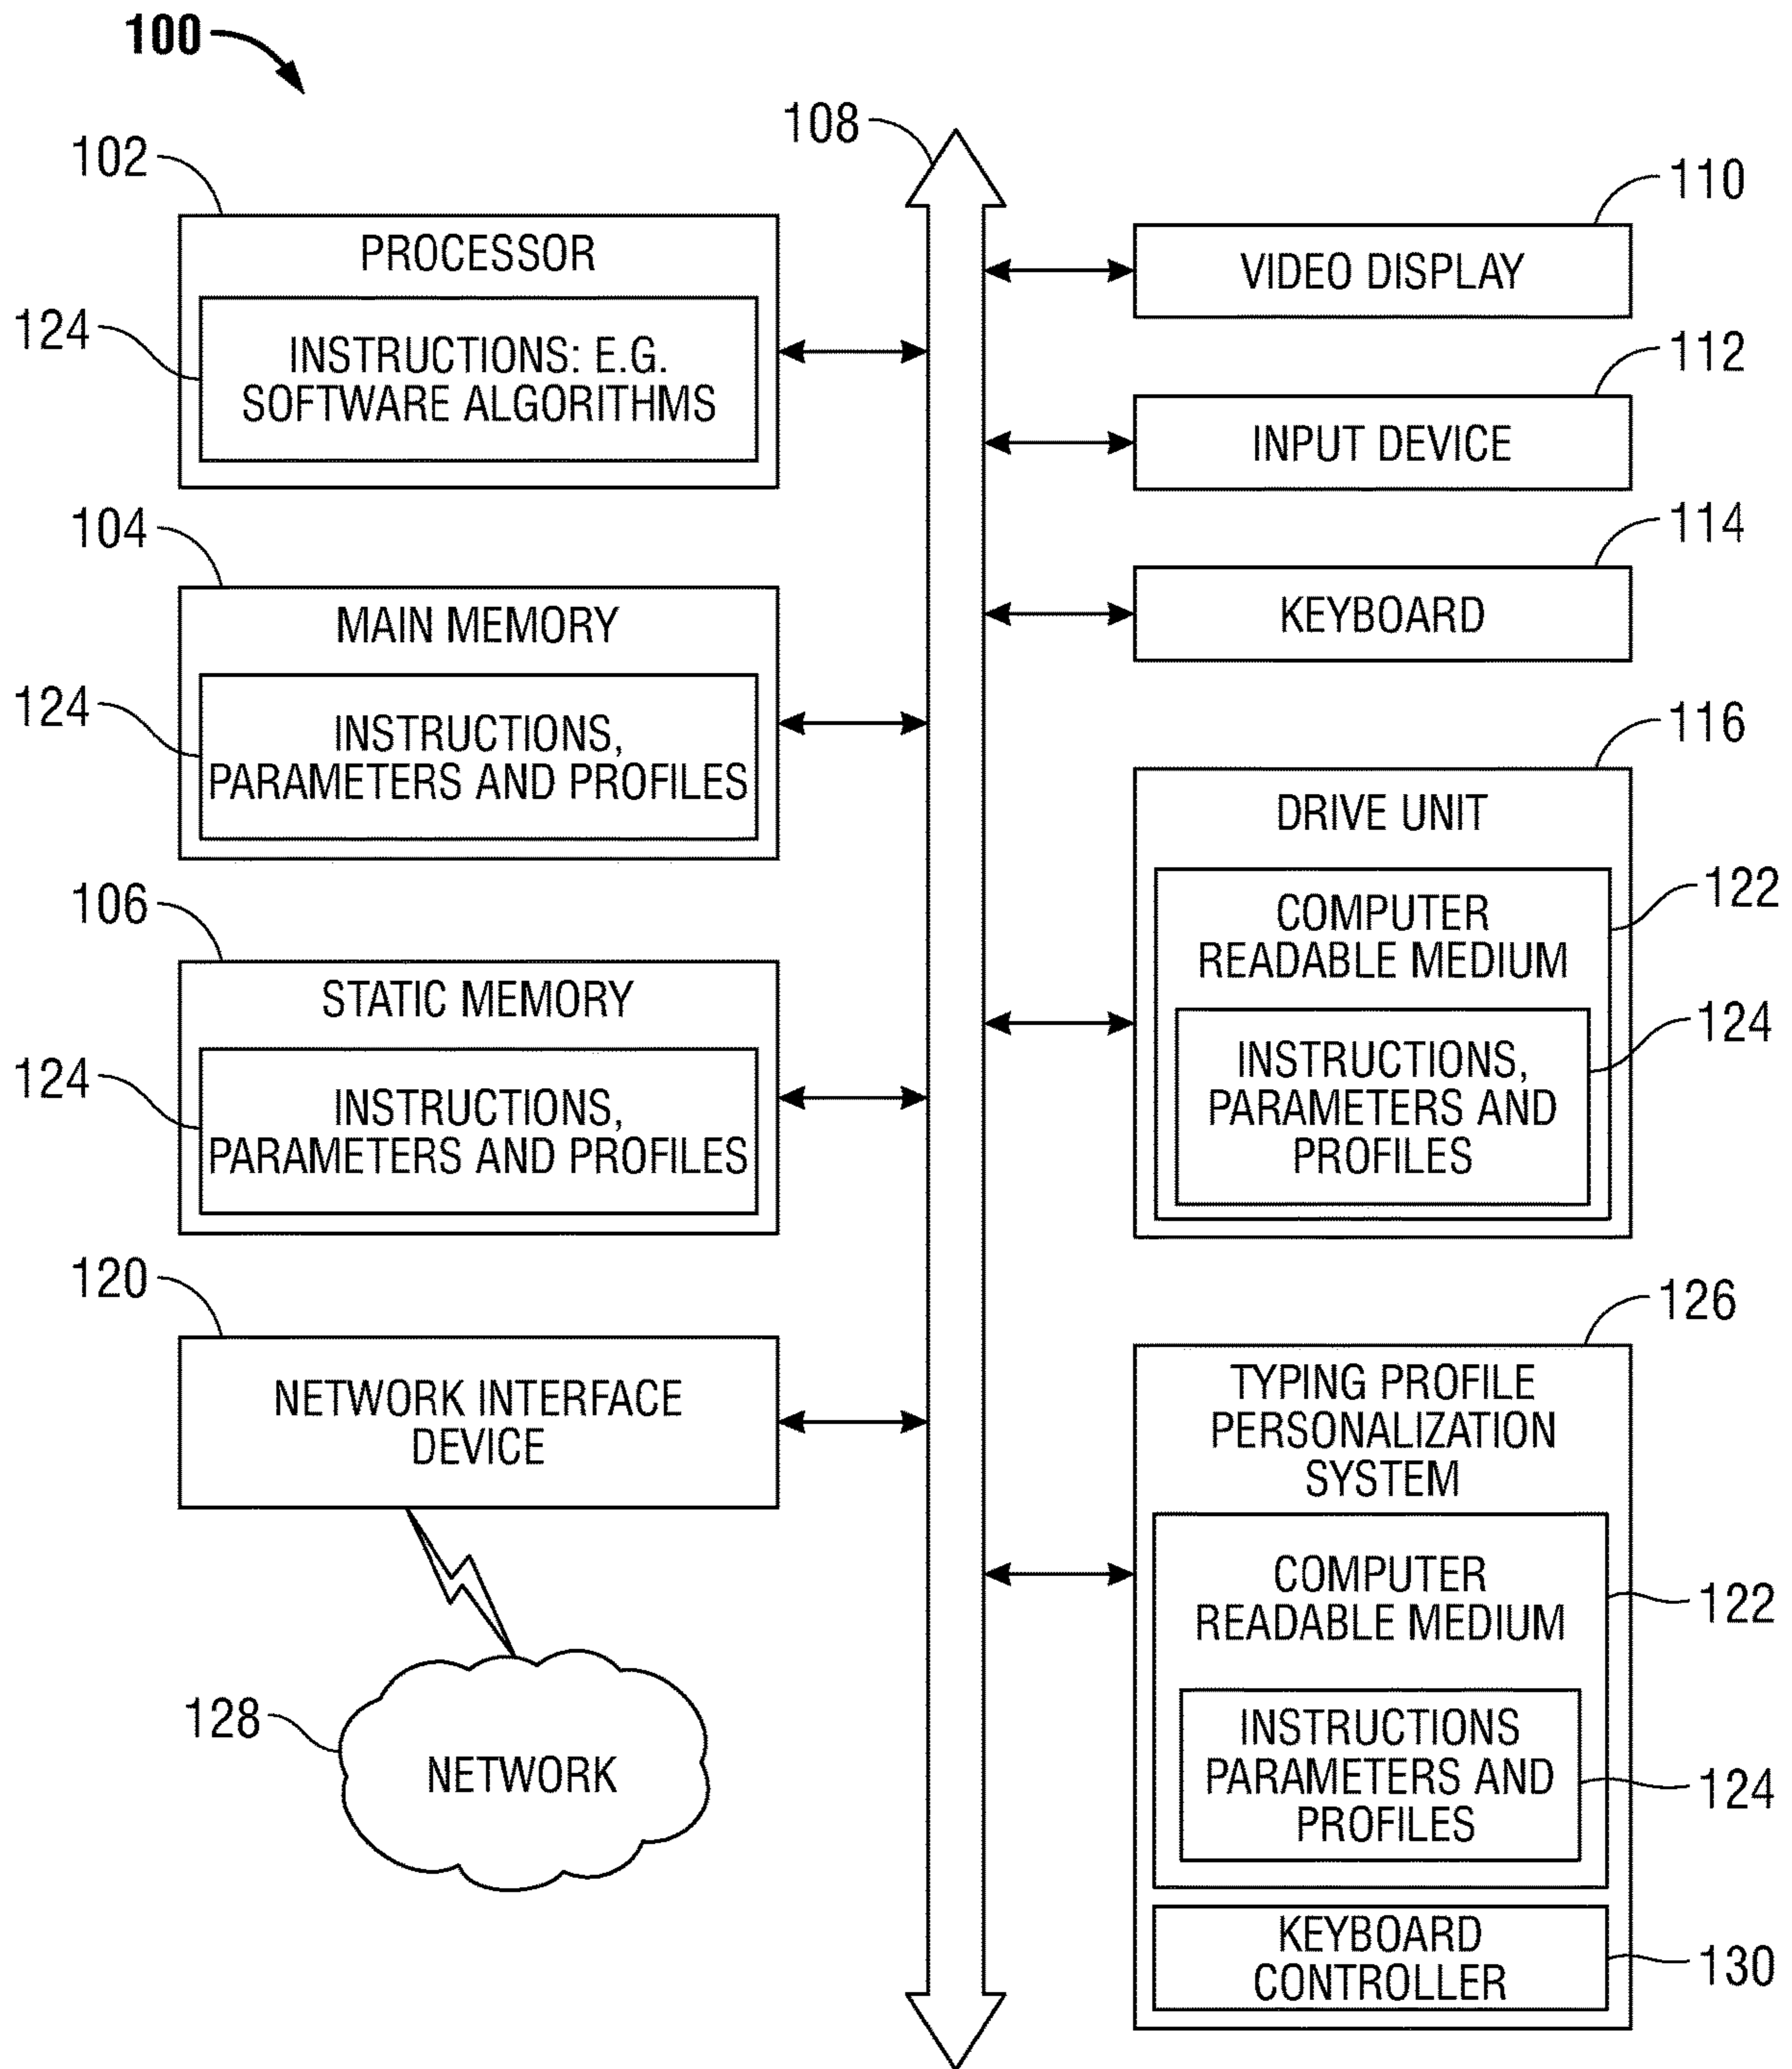 100
108
102
PROCESSOR
124
INSTRUCTIONS: E.G.
SOFTWARE ALGORITHMS
104
MAIN MEMORY
124
INSTRUCTIONS,
PARAMETERS AND PROFILES
106
STATIC MEMORY
124
INSTRUCTIONS,
PARAMETERS AND PROFILES
120
NETWORK INTERFACE
DEVICE
128
NETWORK
110
VIDEO DISPLAY
112
INPUT DEVICE
114
KEYBOARD
116
DRIVE UNIT
122
COMPUTER
READABLE MEDIUM
124
INSTRUCTIONS,
PARAMETERS AND
PROFILES
126
TYPING PROFILE
PERSONALIZATION
SYSTEM
COMPUTER
READABLE MEDIUM
122
INSTRUCTIONS
PARAMETERS AND
PROFILES
124
KEYBOARD
CONTROLLER
130